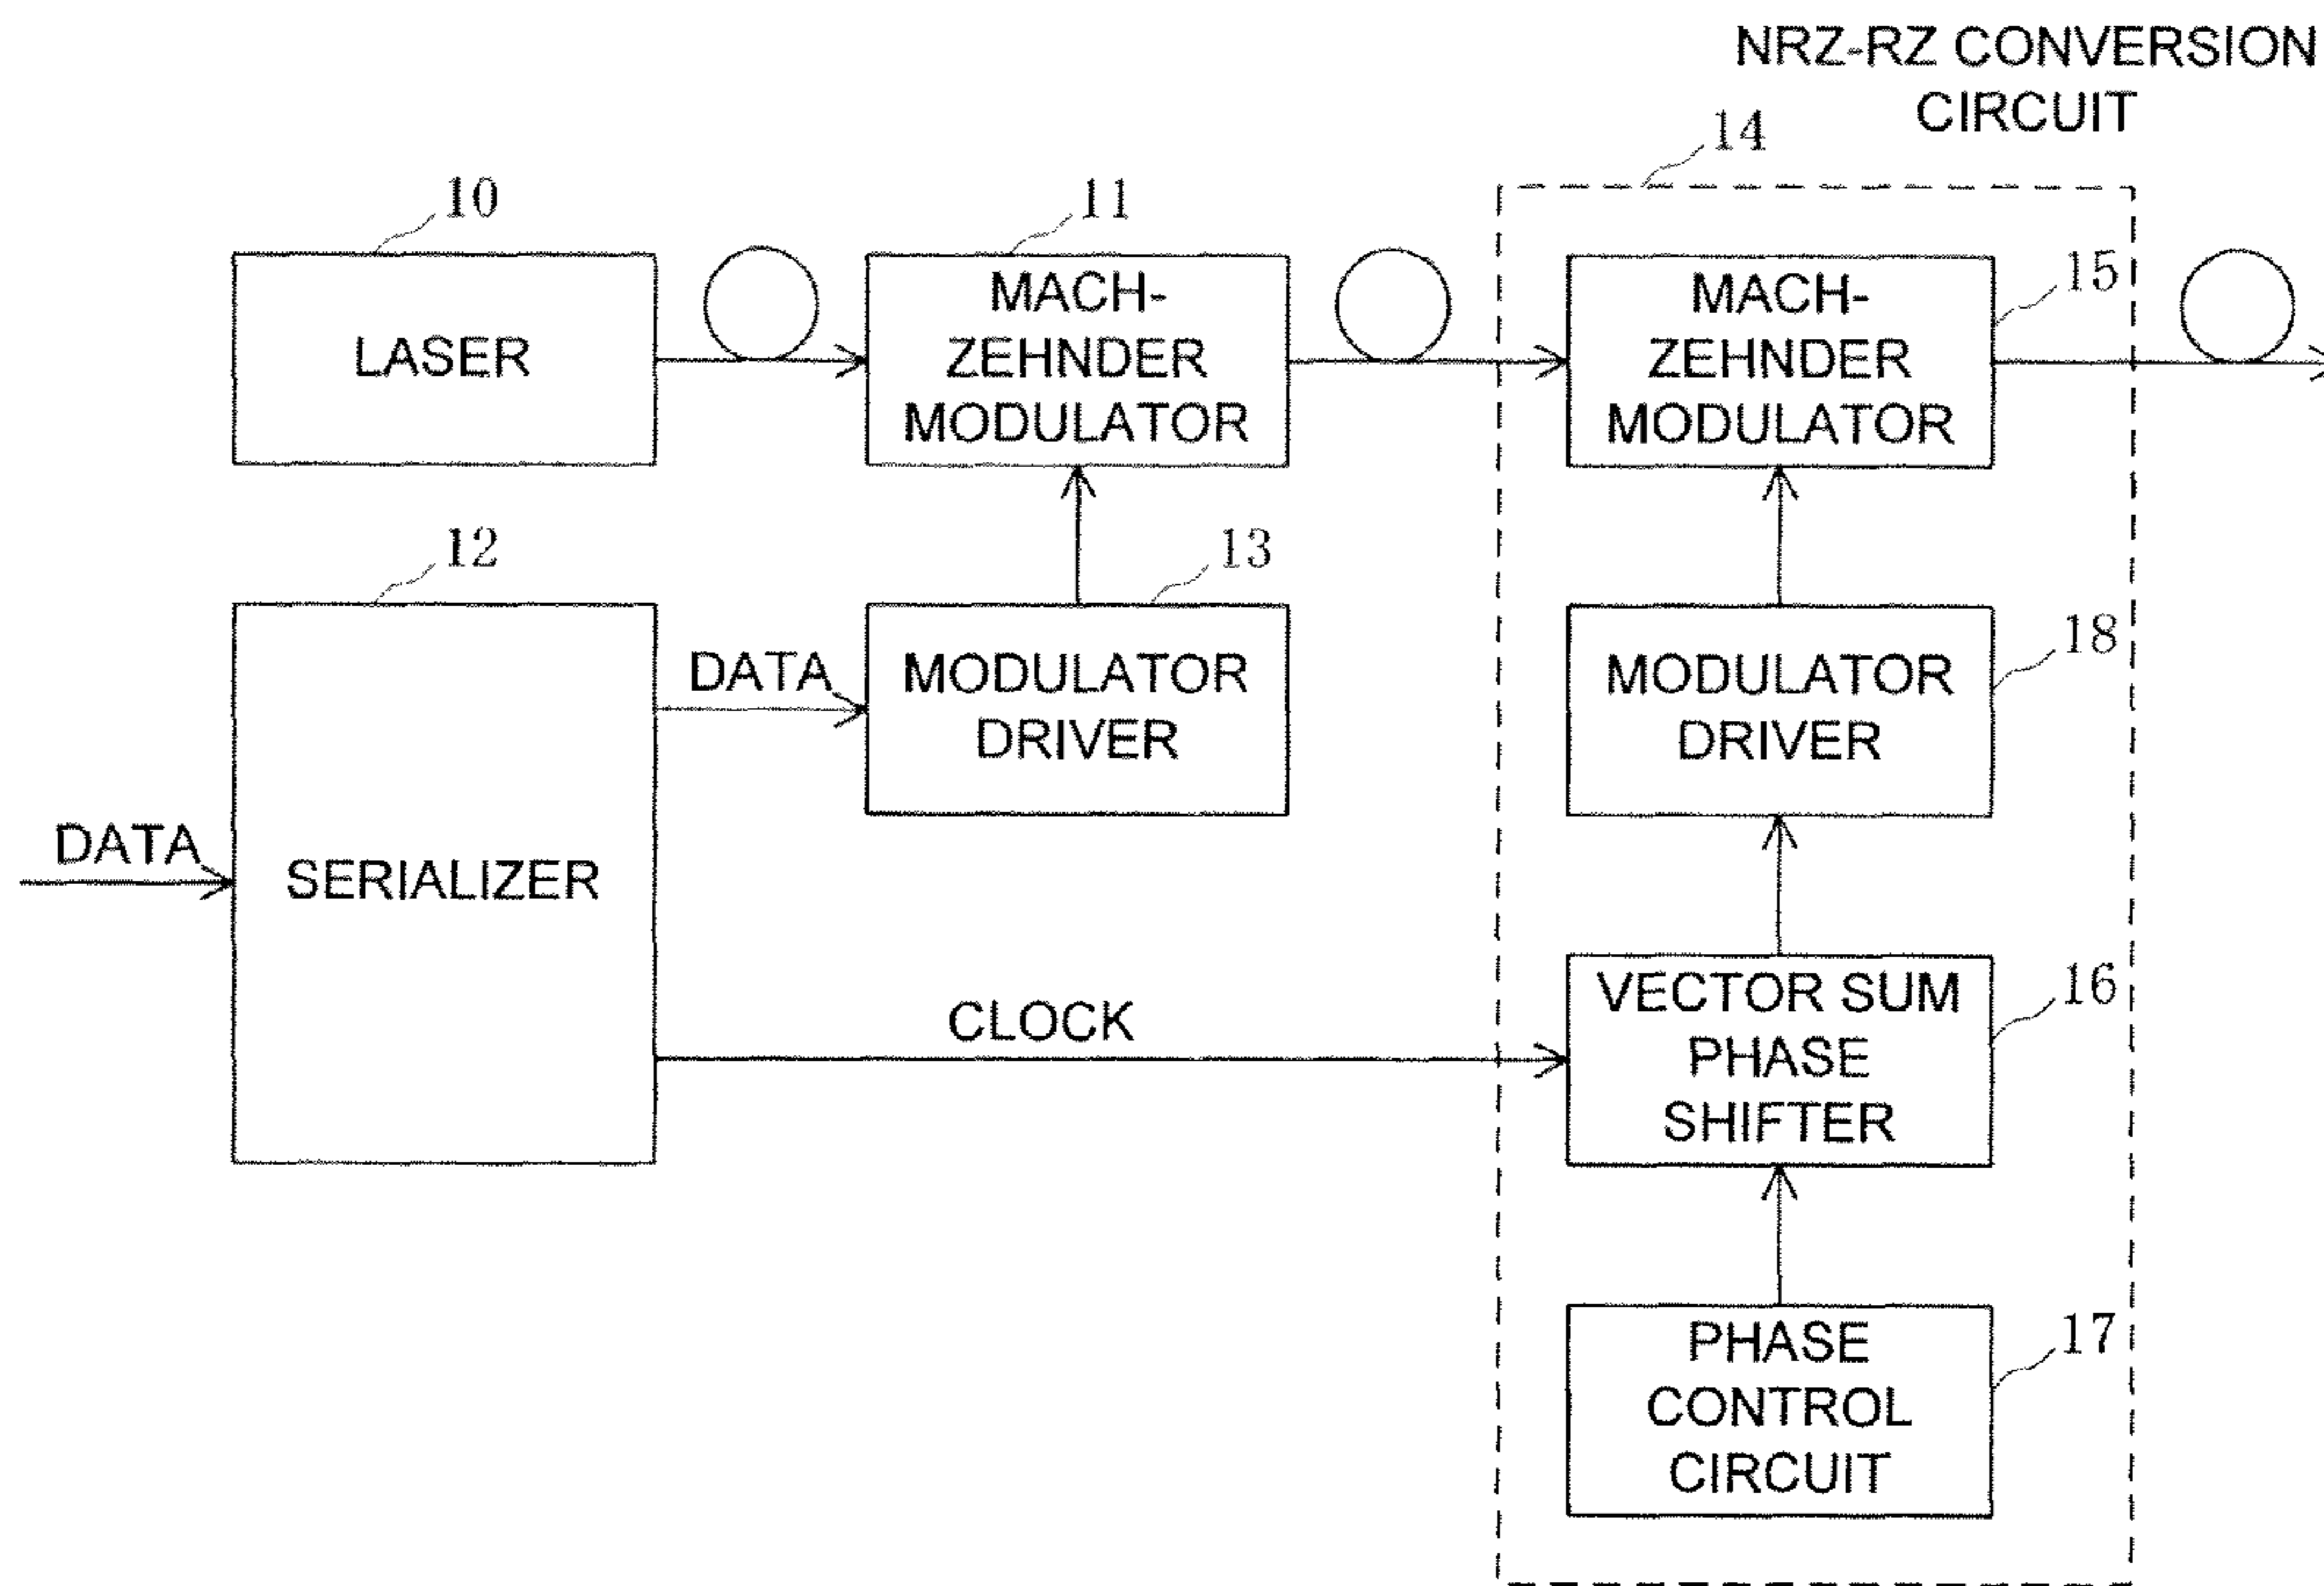 NRZ-RZ CONVERSION
CIRCUIT
14
10
LASER
11
MACH-
ZEHNDER
MODULATOR
15
MACH-
ZEHNDER
MODULATOR
12
SERIALIZER
DATA
DATA
13
MODULATOR
DRIVER
18
MODULATOR
DRIVER
CLOCK
16
VECTOR SUM
PHASE
SHIFTER
17
PHASE
CONTROL
CIRCUIT